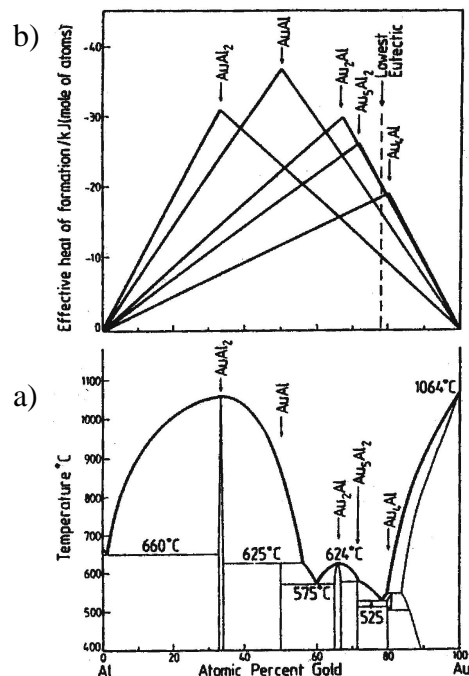 b)
Effective heat of formation/kJ(mole of atoms)
-40
-30
-20
-10
0
AuAl₂
AuAl
Au₂Al
Au₅Al₂
Lowest
Eutectic
Au₄Al
a)
Temperature °C
1100
1000
900
800
700
600
500
400
AuAl₂
AuAl
Au₂Al
Au₅Al₂
Au₄Al
1064°C
660°C
625°C
624°C
575°C
525
0 20 40 60 80 100
Al Atomic Percent Gold Au